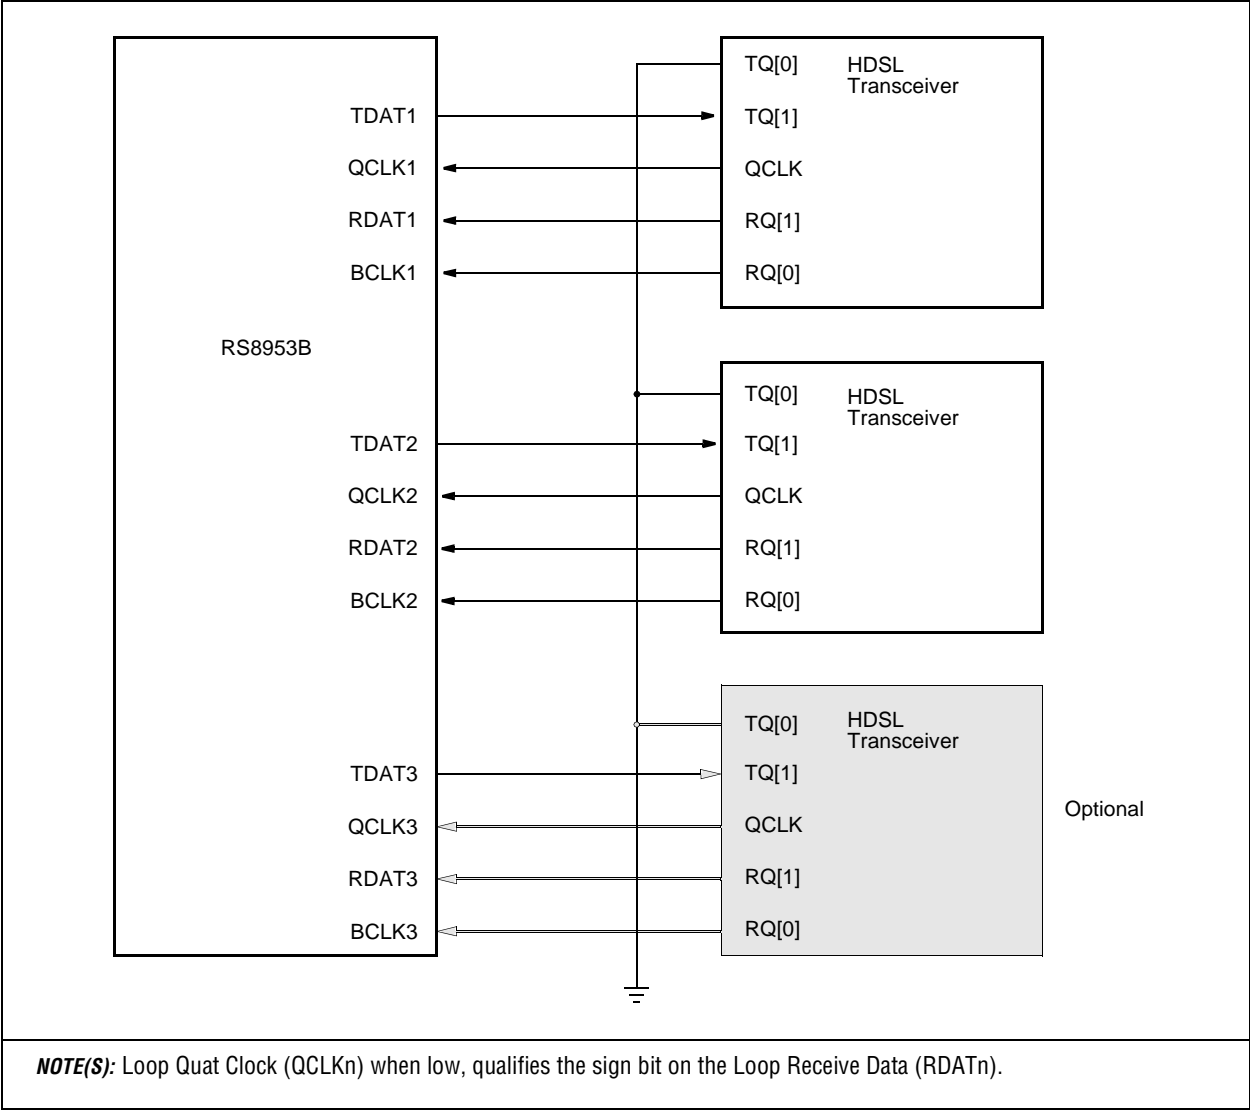 TQ[0] HDSL
Transceiver
TDAT1 TQ[1]
QCLK1 QCLK
RDAT1 RQ[1]
BCLK1 RQ[0]
RS8953B
TQ[0] HDSL
Transceiver
TDAT2 TQ[1]
QCLK2 QCLK
RDAT2 RQ[1]
BCLK2 RQ[0]
TQ[0] HDSL
Transceiver
TDAT3 TQ[1]
Optional
QCLK3 QCLK
RDAT3 RQ[1]
BCLK3 RQ[0]
NOTE(S): Loop Quat Clock (QCLKn) when low, qualifies the sign bit on the Loop Receive Data (RDATn).